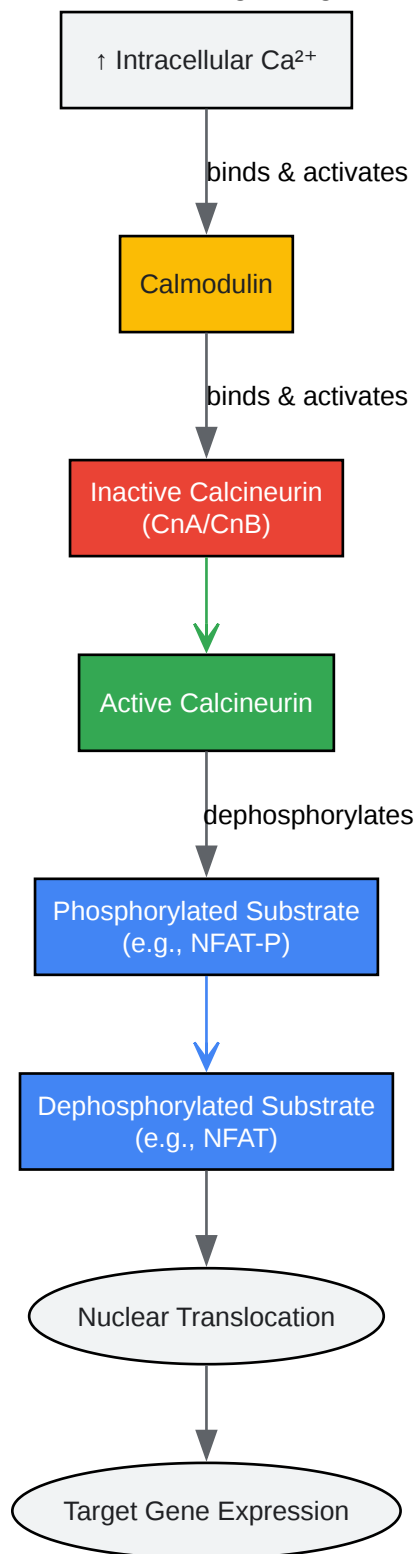 ↑ Intracellular Ca²⁺
binds & activates
Calmodulin
binds & activates
Inactive Calcineurin
(CnA/CnB)
Active Calcineurin
dephosphorylates
Phosphorylated Substrate
(e.g., NFAT-P)
Dephosphorylated Substrate
(e.g., NFAT)
Nuclear Translocation
Target Gene Expression